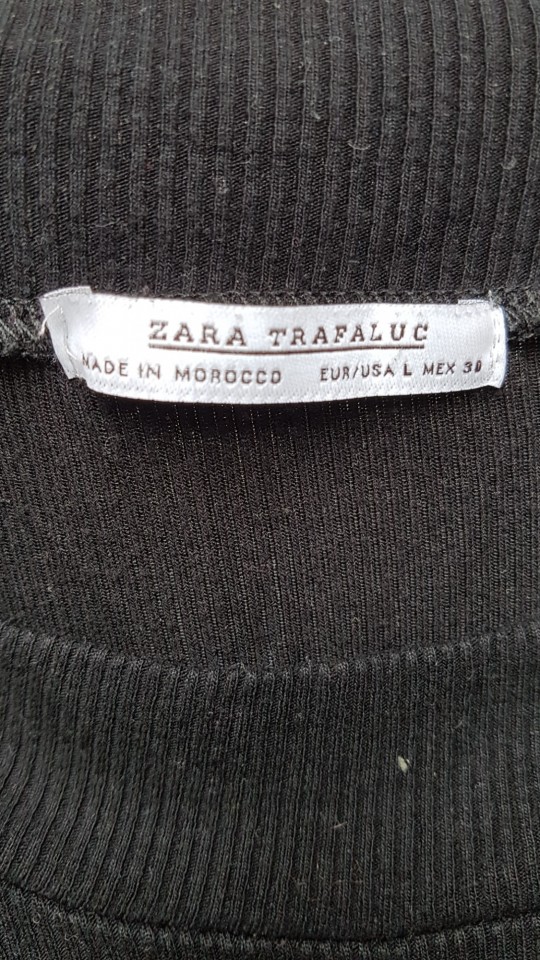 ZARA TRAFALUC
MADE IN MOROCCO EUR/USA L MEX 30